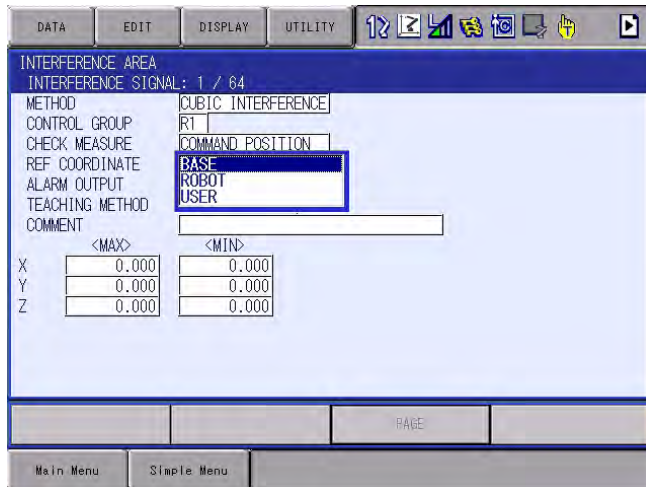 DATA EDIT DISPLAY UTILITY
INTERFERENCE AREA
INTERFERENCE SIGNAL: 1 / 64
METHOD CUBIC INTERFERENCE
CONTROL GROUP R1
CHECK MEASURE COMMAND POSITION
REF COORDINATE BASE
ALARM OUTPUT ROBOT
TEACHING METHOD USER
COMMENT
<MAX> <MIN>
X 0.000 0.000
Y 0.000 0.000
Z 0.000 0.000
PAGE
Main Menu Simple Menu